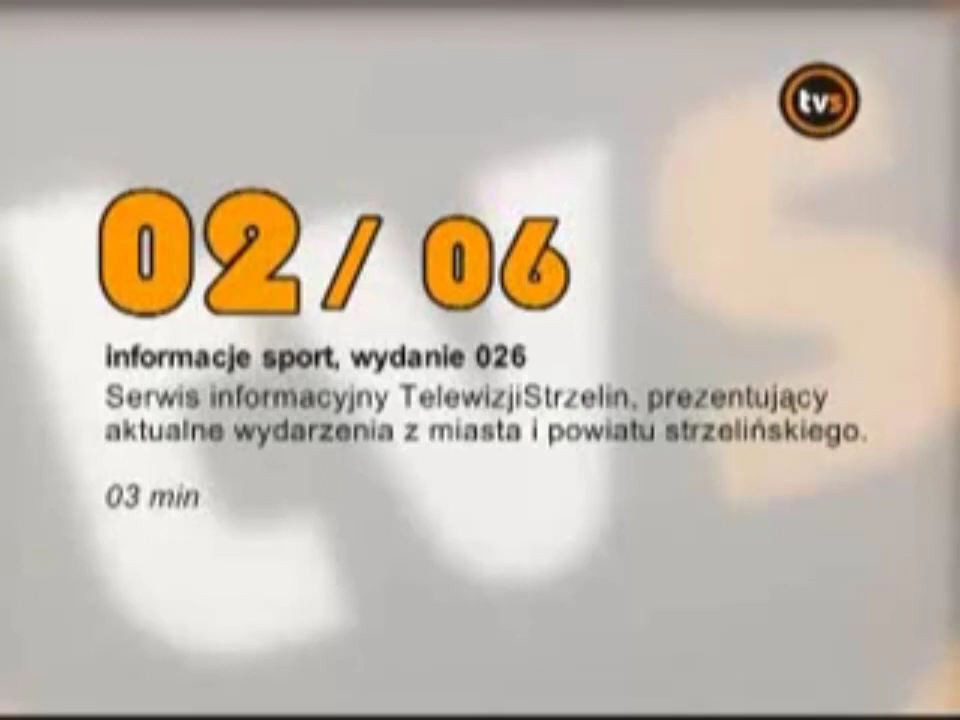 tvs
02 / 06
informacje sport, wydanie 026
Serwis informacyjny TelewizjiStrzelin, prezentujący
aktualne wydarzenia z miasta i powiatu strzelińskiego.
03 min